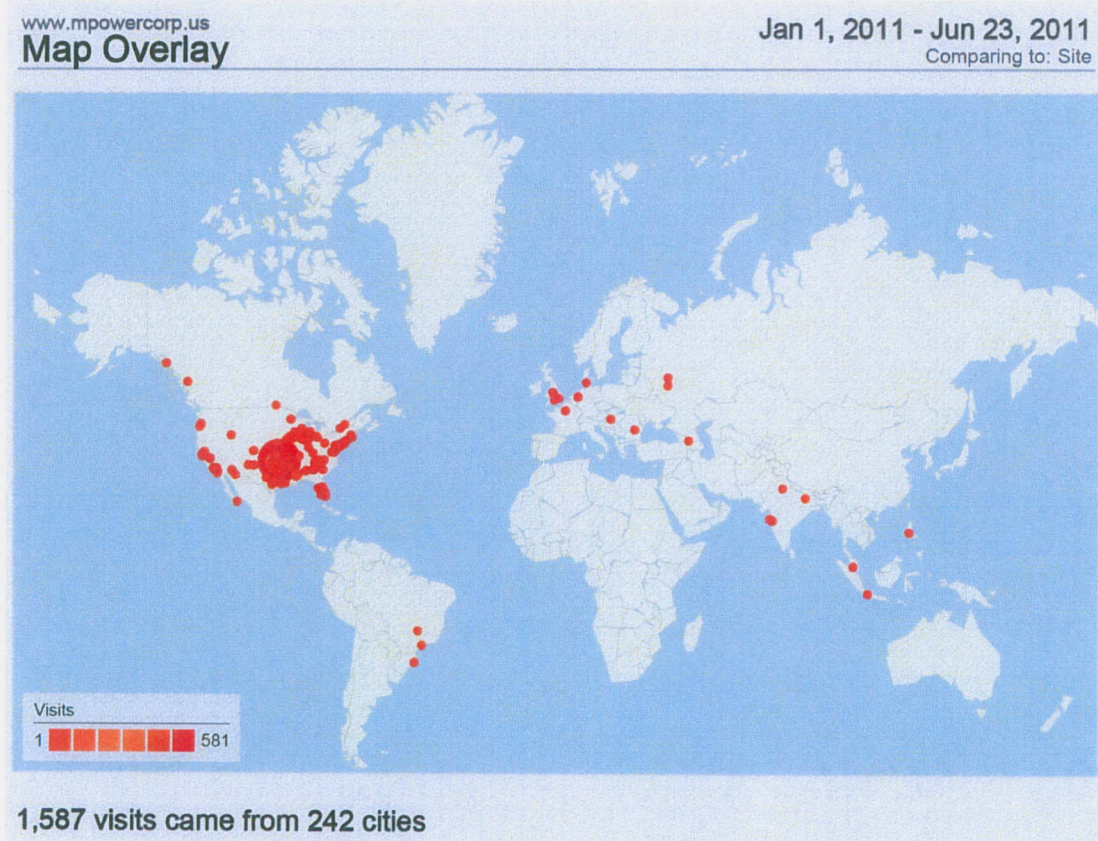 www.mpowercorp.us
Map Overlay
Jan 1, 2011 - Jun 23, 2011
Comparing to: Site
Visits
1 581
1,587 visits came from 242 cities